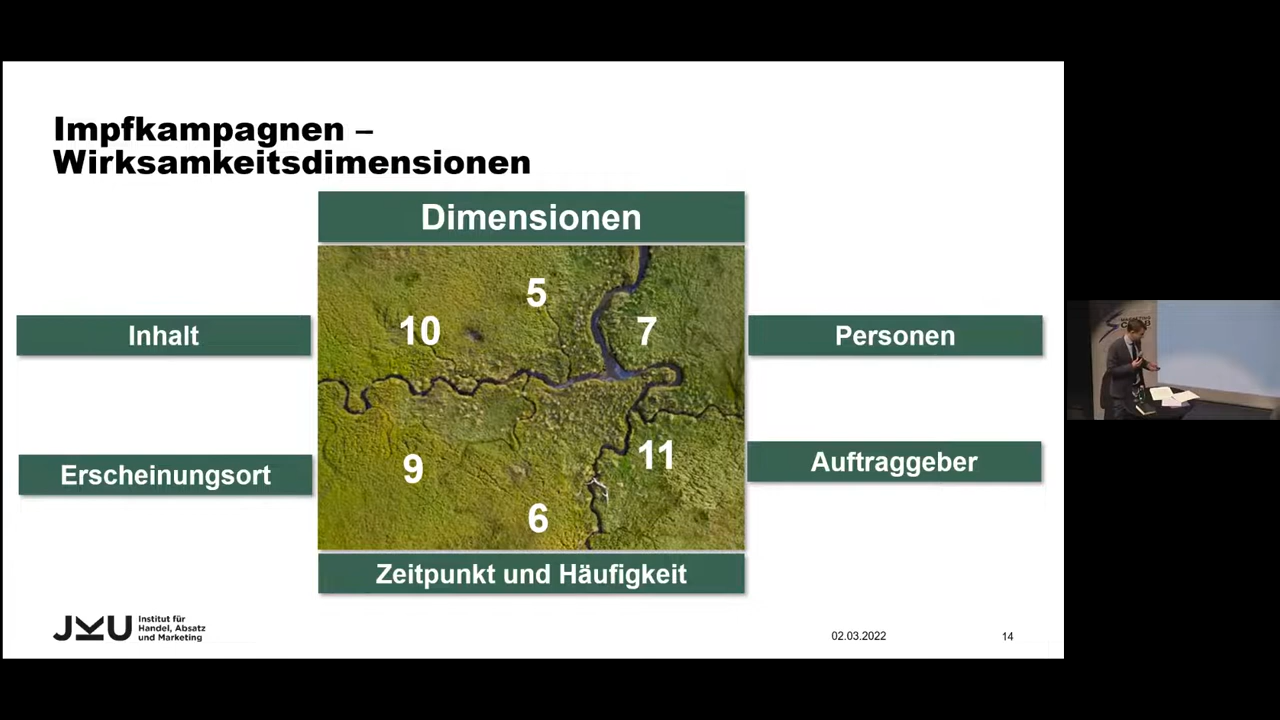 Impfkampagnen –
Wirksamkeitsdimensionen
Dimensionen
5
10
7
Inhalt
Personen
9
11
Erscheinungsort
Auftraggeber
6
Zeitpunkt und Häufigkeit
JKU
Institut für
Handel, Absatz
und Marketing
02.03.2022
14